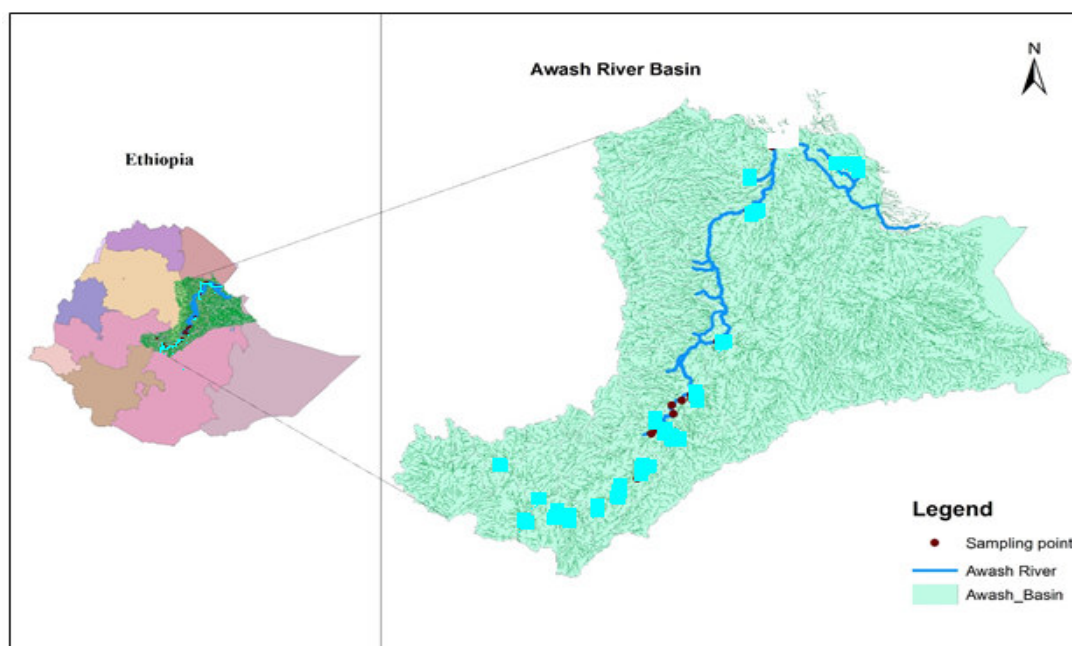 N
Awash River Basin
Ethiopia
Legend
Sampling point
Awash River
Awash_Basin